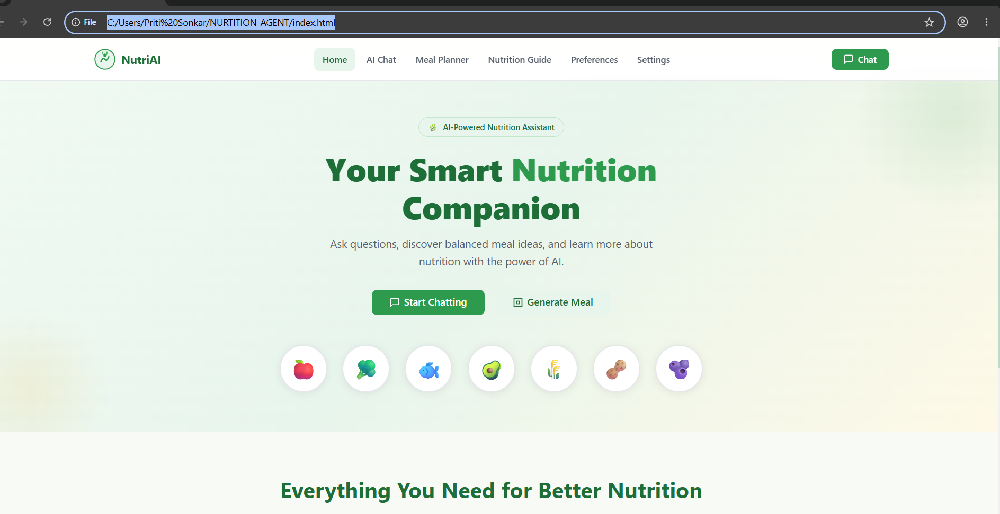 File C:/Users/Priti%20Sonkar/NURTITION-AGENT/index.html
NutriAI
Home AI Chat Meal Planner Nutrition Guide Preferences Settings
Chat
AI-Powered Nutrition Assistant
Your Smart Nutrition
Companion
Ask questions, discover balanced meal ideas, and learn more about
nutrition with the power of AI.
Start Chatting Generate Meal
Everything You Need for Better Nutrition